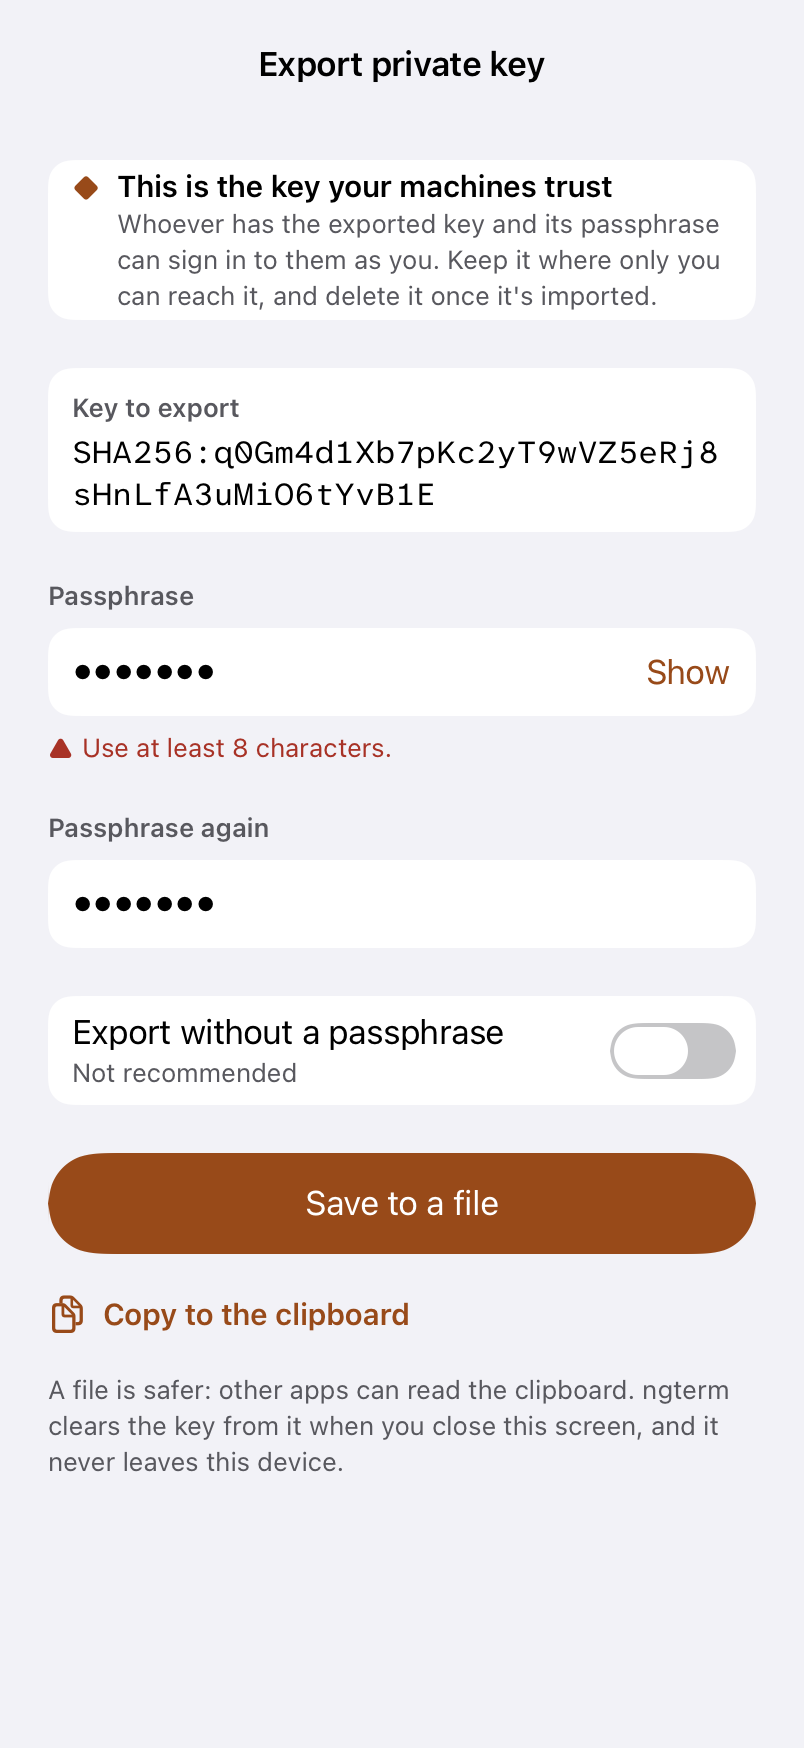 Export private key
This is the key your machines trust
Whoever has the exported key and its passphrase
can sign in to them as you. Keep it where only you
can reach it, and delete it once it's imported.
Key to export
SHA256:q0Gm4d1Xb7pKc2yT9wVZ5eRj8
sHnLfA3uMiO6tYvB1E
Passphrase
•••••••
Show
Use at least 8 characters.
Passphrase again
•••••••
Export without a passphrase
Not recommended
Save to a file
Copy to the clipboard
A file is safer: other apps can read the clipboard. ngterm
clears the key from it when you close this screen, and it
never leaves this device.